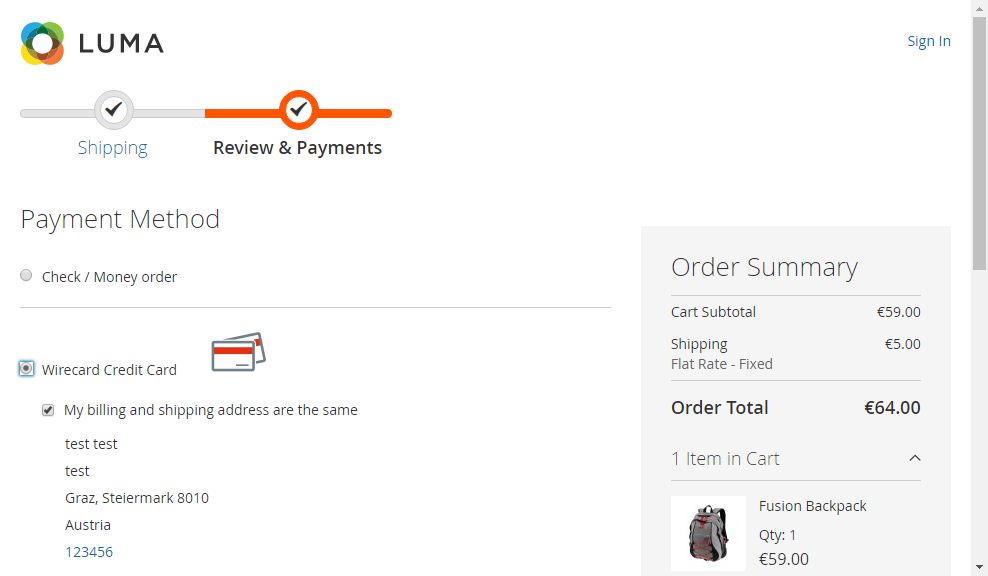 LUMA
Sign In
Shipping
Review & Payments
Payment Method
Check / Money order
Wirecard Credit Card
My billing and shipping address are the same
test test
test
Graz, Steiermark 8010
Austria
123456
Order Summary
Cart Subtotal €59.00
Shipping €5.00
Flat Rate - Fixed
Order Total €64.00
1 Item in Cart
Fusion Backpack
Qty: 1
€59.00